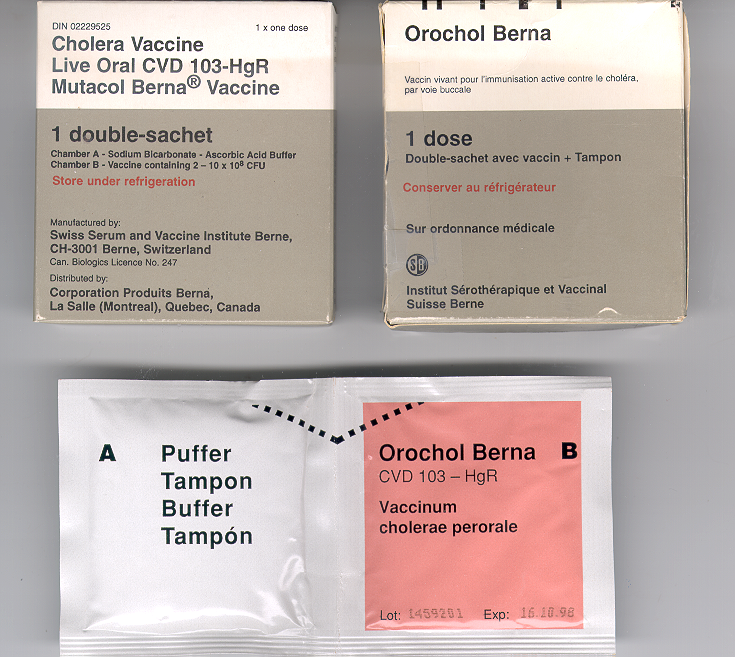 DIN 02229525
1 x one dose
Cholera Vaccine
Live Oral CVD 103-HgR
Mutacol Berna® Vaccine
1 double-sachet
Chamber A - Sodium Bicarbonate - Ascorbic Acid Buffer
Chamber B - Vaccine containing 2 – 10 x 10⁸ CFU
Store under refrigeration
Manufactured by:
Swiss Serum and Vaccine Institute Berne,
CH-3001 Berne, Switzerland
Can. Biologics Licence No. 247
Distributed by:
Corporation Produits Berna,
La Salle (Montreal), Quebec, Canada
Orochol Berna
Vaccin vivant pour l'immunisation active contre le choléra,
par voie buccale
1 dose
Double-sachet avec vaccin + Tampon
Conserver au réfrigérateur
Sur ordonnance médicale
SB
Institut Sérothérapique et Vaccinal
Suisse Berne
A
Puffer
Tampon
Buffer
Tampón
Orochol Berna B
CVD 103 – HgR
Vaccinum
cholerae perorale
Lot: 1459201 Exp: 16.10.98